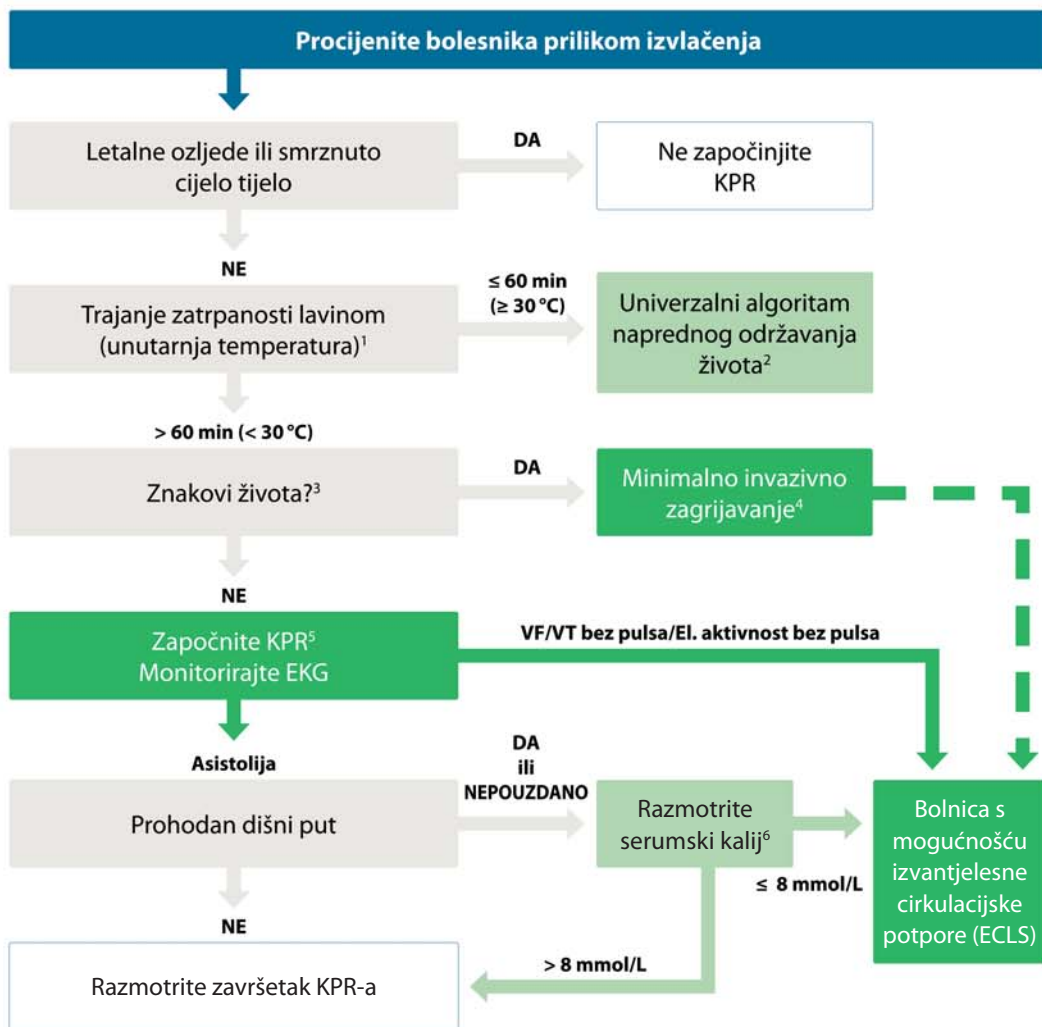 Procijenite bolesnika prilikom izvlačenja
Letalne ozljede ili smrznuto
cijelo tijelo
DA
Ne započinjite
KPR
NE
Trajanje zatrpanosti lavinom
(unutarnja temperatura)¹
≤ 60 min
(≥ 30 °C)
Univerzalni algoritam
naprednog održavanja
života²
> 60 min (< 30 °C)
Znakovi života?³
DA
Minimalno invazivno
zagrijavanje⁴
NE
Započnite KPR⁵
Monitorirajte EKG
VF/VT bez pulsa/El. aktivnost bez pulsa
Asistolija
Prohodan dišni put
DA
ili
NEPOUZDANO
Razmotrite
serumski kalij⁶
≤ 8 mmol/L
Bolnica s
mogućnošću
izvantjelesne
cirkulacijske
potpore (ECLS)
NE
> 8 mmol/L
Razmotrite završetak KPR-a